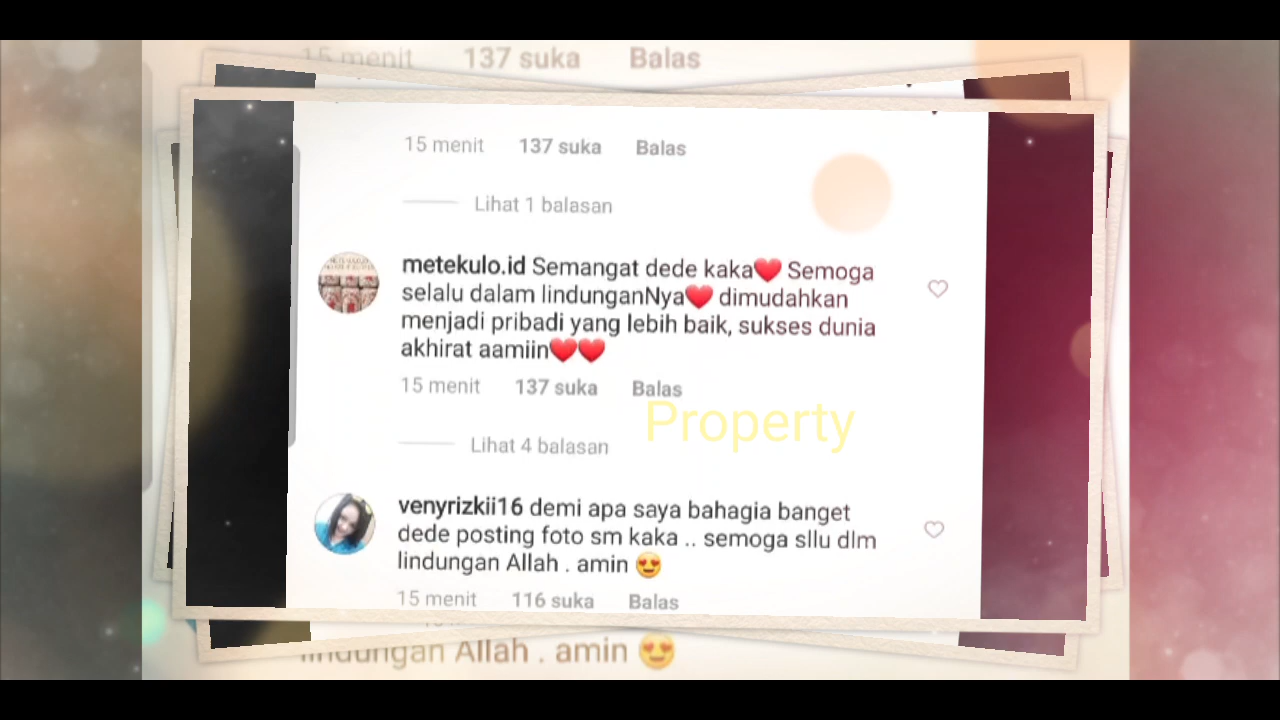 15 menit 137 suka Balas
15 menit 137 suka Balas
Lihat 1 balasan
metekulo.id Semangat dede kaka❤️ Semoga
selalu dalam lindunganNya❤️ dimudahkan
menjadi pribadi yang lebih baik, sukses dunia
akhirat aamiin❤️❤️
15 menit 137 suka Balas
Property
Lihat 4 balasan
venyrizkii16 demi apa saya bahagia banget
dede posting foto sm kaka .. semoga sllu dlm
lindungan Allah . amin 😍
15 menit 116 suka Balas
lindungan Allah . amin 😍